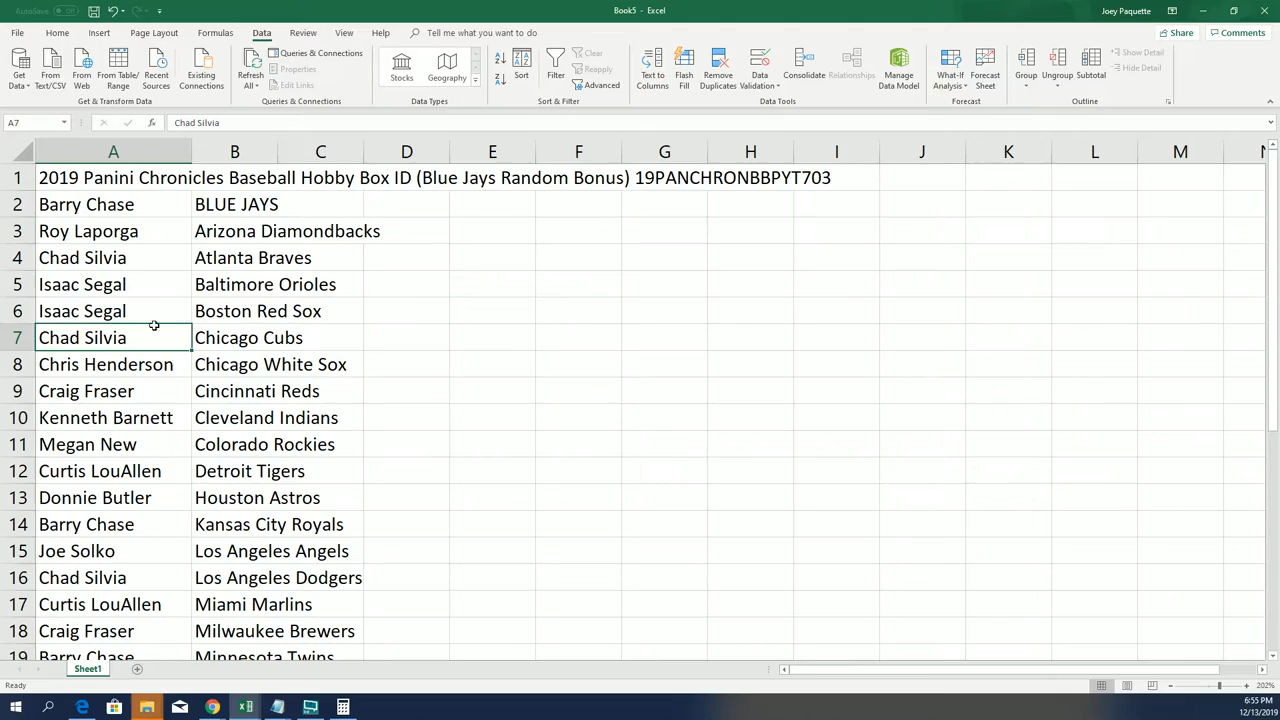 AutoSave Off Book5 - Excel Joey Paquette
File Home Insert Page Layout Formulas Data Review View Help Tell me what you want to do Share Comments
Get Data From Text/CSV From Web From Table/Range Recent Sources Existing Connections
Refresh All Queries & Connections Properties Edit Links
Stocks Geography
Sort Filter Clear Reapply Advanced
Text to Columns Flash Fill Remove Duplicates Data Validation Consolidate Relationships Manage Data Model
What-If Analysis Forecast Sheet Group Ungroup Subtotal Show Detail Hide Detail
Get & Transform Data Queries & Connections Data Types Sort & Filter Data Tools Forecast Outline
A7 fx Chad Silvia
A B C D E F G H I J K L M N
1 2019 Panini Chronicles Baseball Hobby Box ID (Blue Jays Random Bonus) 19PANCHRONBBPYT703
2 Barry Chase BLUE JAYS
3 Roy Laporga Arizona Diamondbacks
4 Chad Silvia Atlanta Braves
5 Isaac Segal Baltimore Orioles
6 Isaac Segal Boston Red Sox
7 Chad Silvia Chicago Cubs
8 Chris Henderson Chicago White Sox
9 Craig Fraser Cincinnati Reds
10 Kenneth Barnett Cleveland Indians
11 Megan New Colorado Rockies
12 Curtis LouAllen Detroit Tigers
13 Donnie Butler Houston Astros
14 Barry Chase Kansas City Royals
15 Joe Solko Los Angeles Angels
16 Chad Silvia Los Angeles Dodgers
17 Curtis LouAllen Miami Marlins
18 Craig Fraser Milwaukee Brewers
19 Barry Chase Minnesota Twins
Sheet1
Ready 202%
6:55 PM
12/13/2019